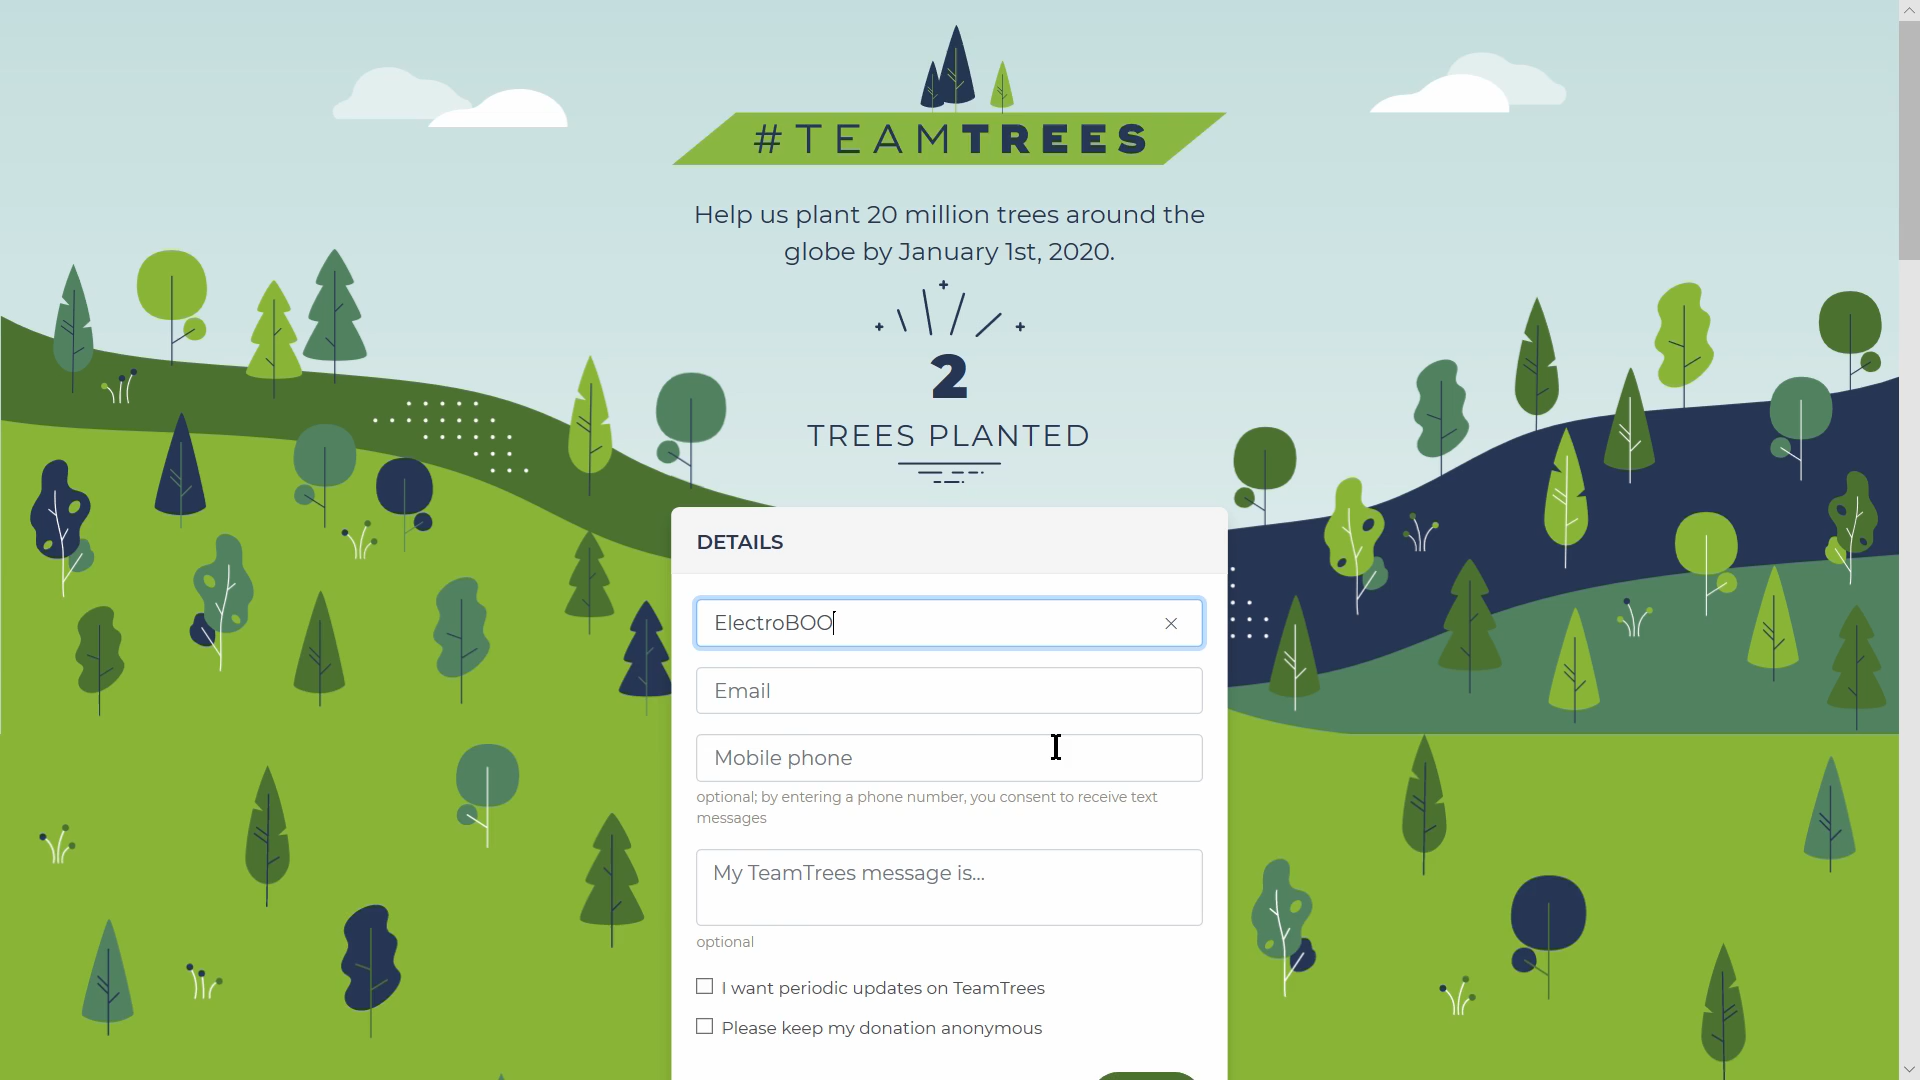 #TEAMTREES
Help us plant 20 million trees around the
globe by January 1st, 2020.
2
TREES PLANTED
DETAILS
ElectroBOO
Email
Mobile phone
optional; by entering a phone number, you consent to receive text
messages
My TeamTrees message is...
optional
I want periodic updates on TeamTrees
Please keep my donation anonymous